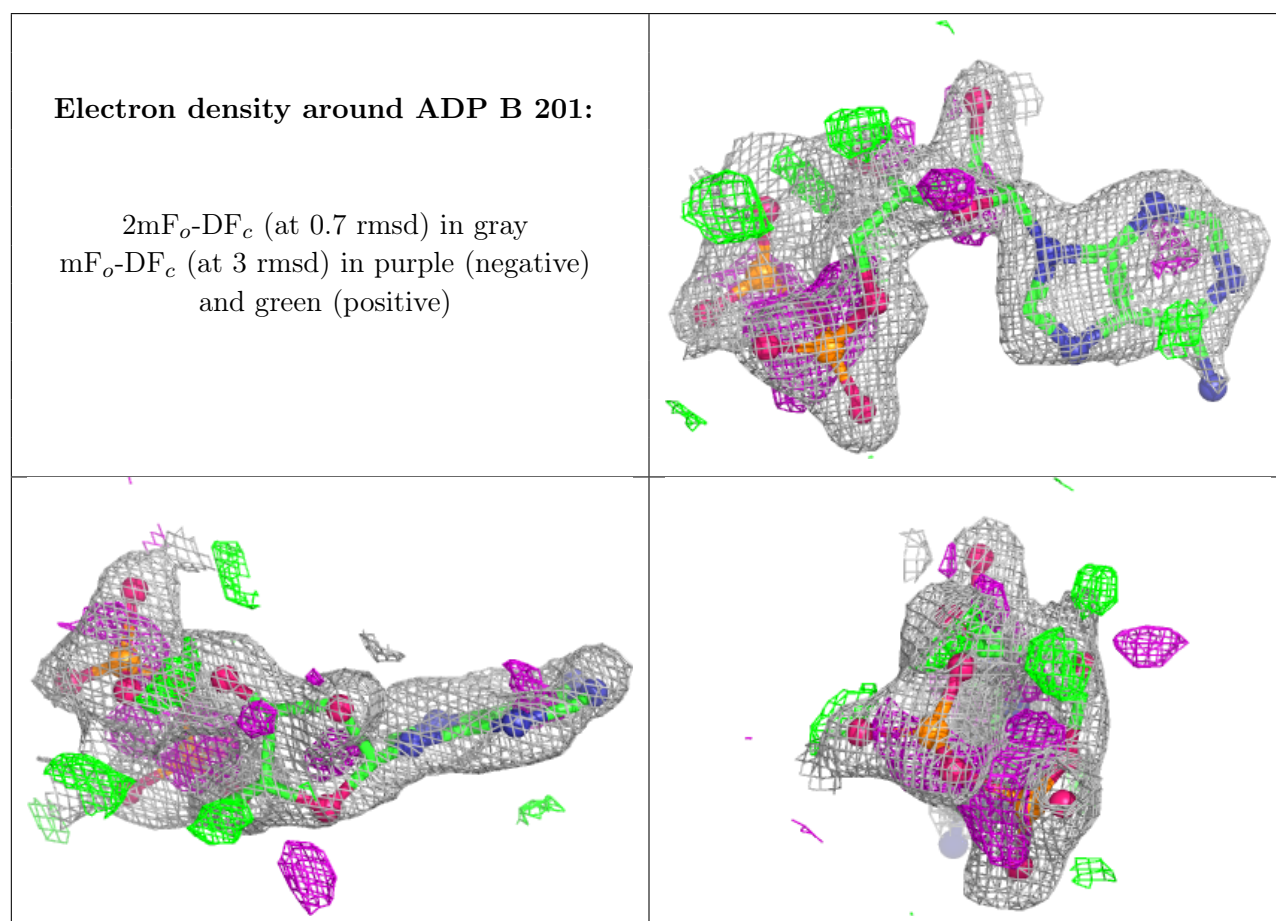 Electron density around ADP B 201:
2mFo-DFc (at 0.7 rmsd) in gray
mFo-DFc (at 3 rmsd) in purple (negative)
and green (positive)